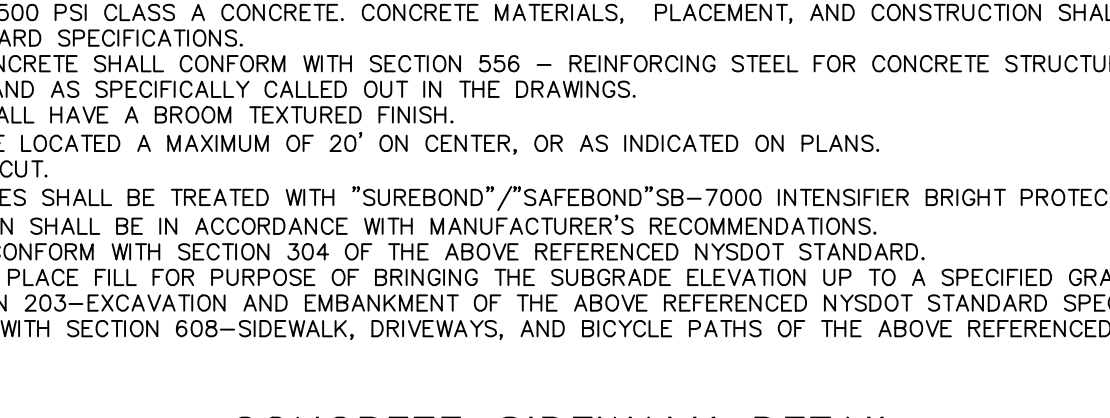 500 PSI CLASS A CONCRETE. CONCRETE MATERIALS, PLACEMENT, AND CONSTRUCTION SHAL
ARD SPECIFICATIONS.
NCRETE SHALL CONFORM WITH SECTION 556 – REINFORCING STEEL FOR CONCRETE STRUCTU
AND AS SPECIFICALLY CALLED OUT IN THE DRAWINGS.
ALL HAVE A BROOM TEXTURED FINISH.
E LOCATED A MAXIMUM OF 20' ON CENTER, OR AS INDICATED ON PLANS.
CUT.
ES SHALL BE TREATED WITH "SUREBOND"/"SAFEBOND"SB–7000 INTENSIFIER BRIGHT PROTEC
N SHALL BE IN ACCORDANCE WITH MANUFACTURER'S RECOMMENDATIONS.
CONFORM WITH SECTION 304 OF THE ABOVE REFERENCED NYSDOT STANDARD.
PLACE FILL FOR PURPOSE OF BRINGING THE SUBGRADE ELEVATION UP TO A SPECIFIED GRA
N 203–EXCAVATION AND EMBANKMENT OF THE ABOVE REFERENCED NYSDOT STANDARD SPEC
WITH SECTION 608–SIDEWALK, DRIVEWAYS, AND BICYCLE PATHS OF THE ABOVE REFERENCED